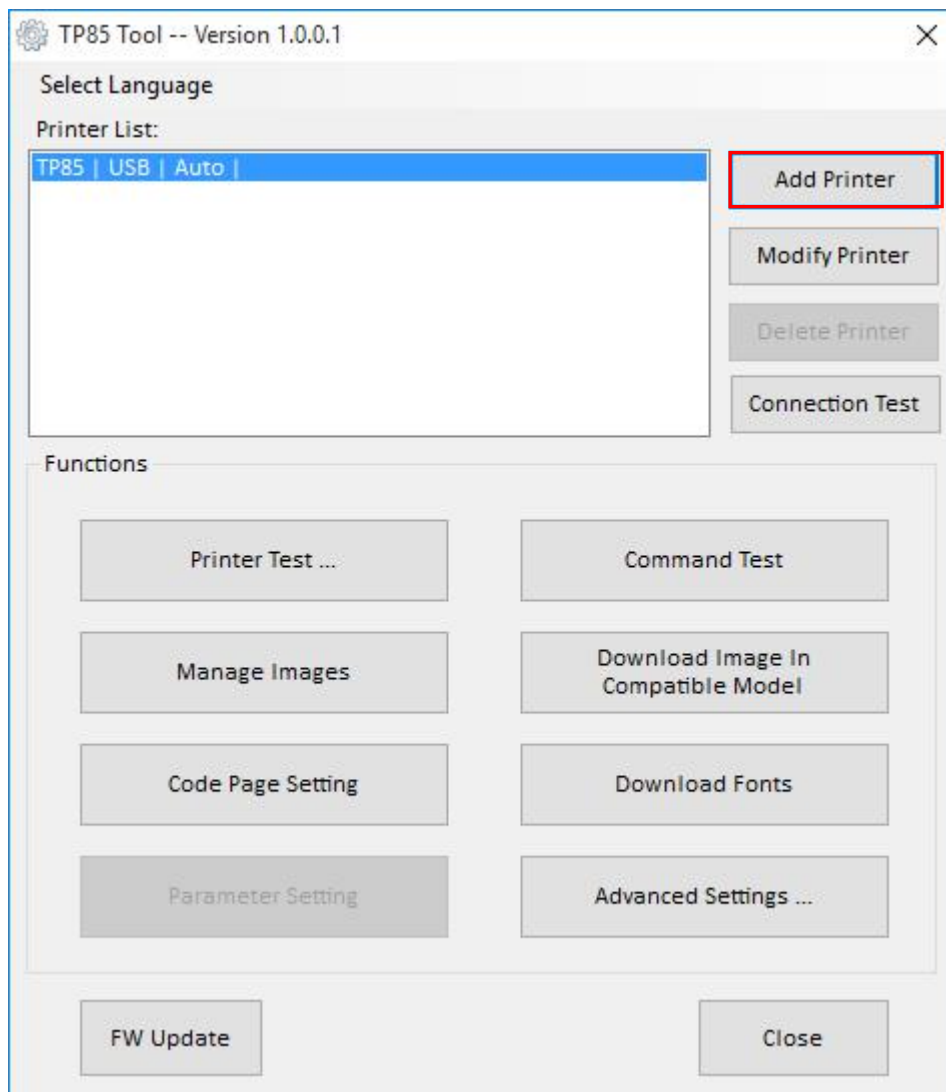 TP85 Tool -- Version 1.0.0.1
Select Language
Printer List:
TP85 | USB | Auto |
Add Printer
Modify Printer
Delete Printer
Connection Test
Functions
Printer Test ...
Command Test
Manage Images
Download Image In
Compatible Model
Code Page Setting
Download Fonts
Parameter Setting
Advanced Settings ...
FW Update
Close